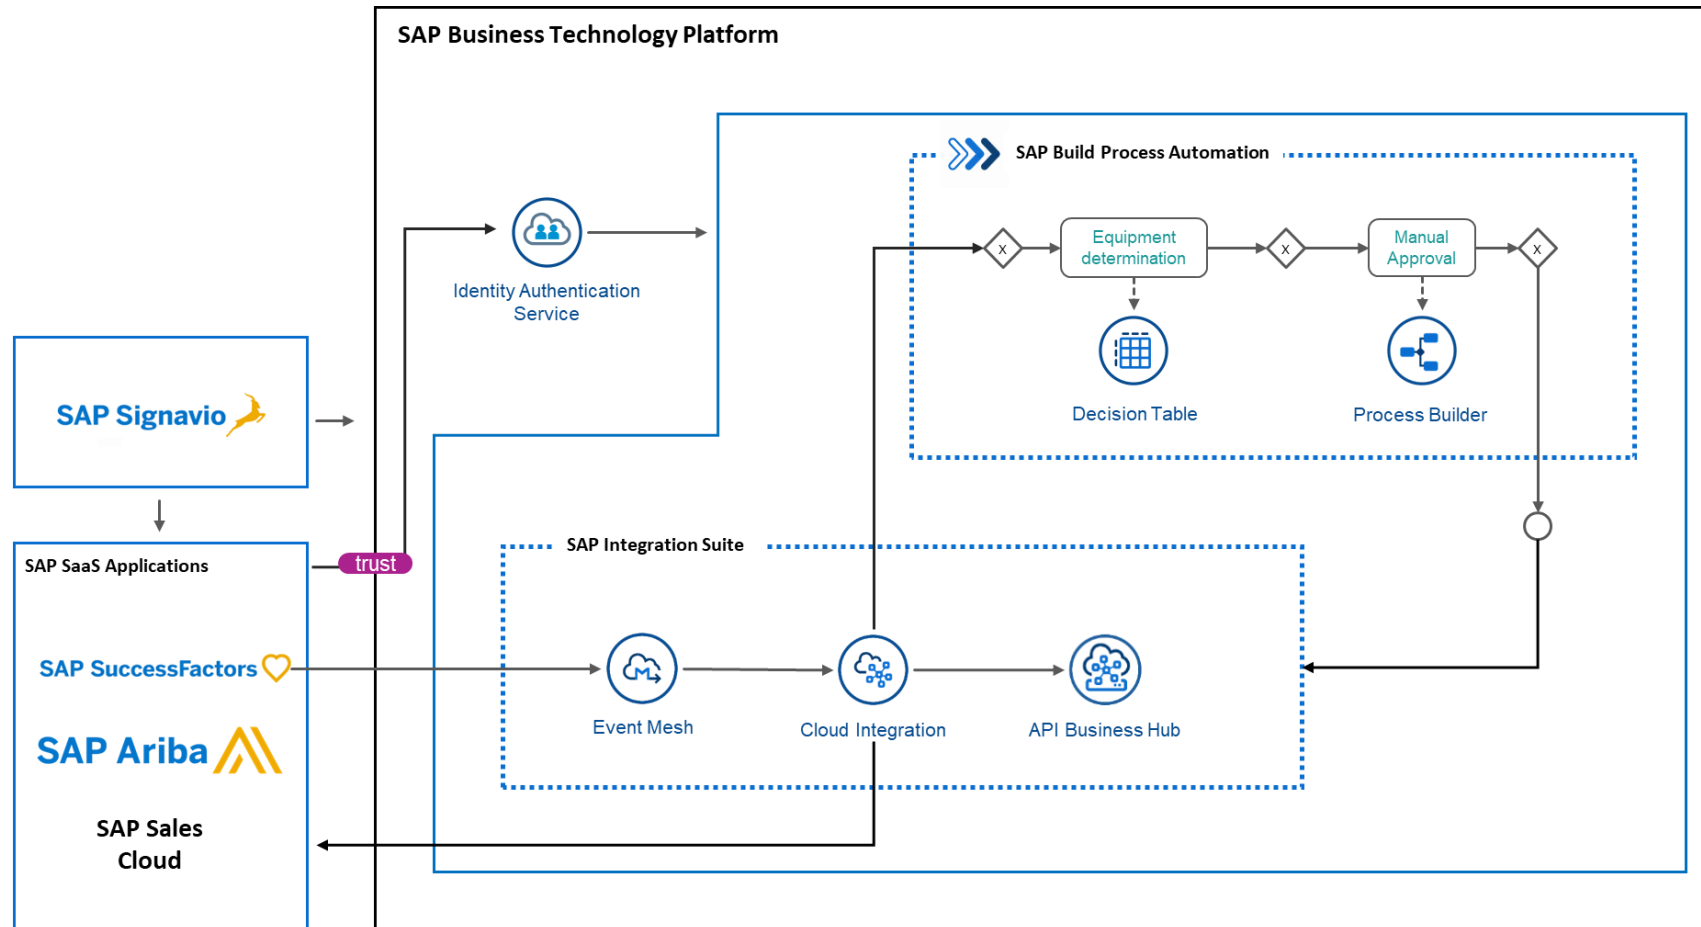 SAP Business Technology Platform
SAP Build Process Automation
x
Equipment
determination
x
Manual
Approval
x
Decision Table
Process Builder
Identity Authentication
Service
SAP Signavio
SAP SaaS Applications
trust
SAP SuccessFactors
SAP Ariba
SAP Sales
Cloud
SAP Integration Suite
M
Event Mesh
Cloud Integration
API Business Hub